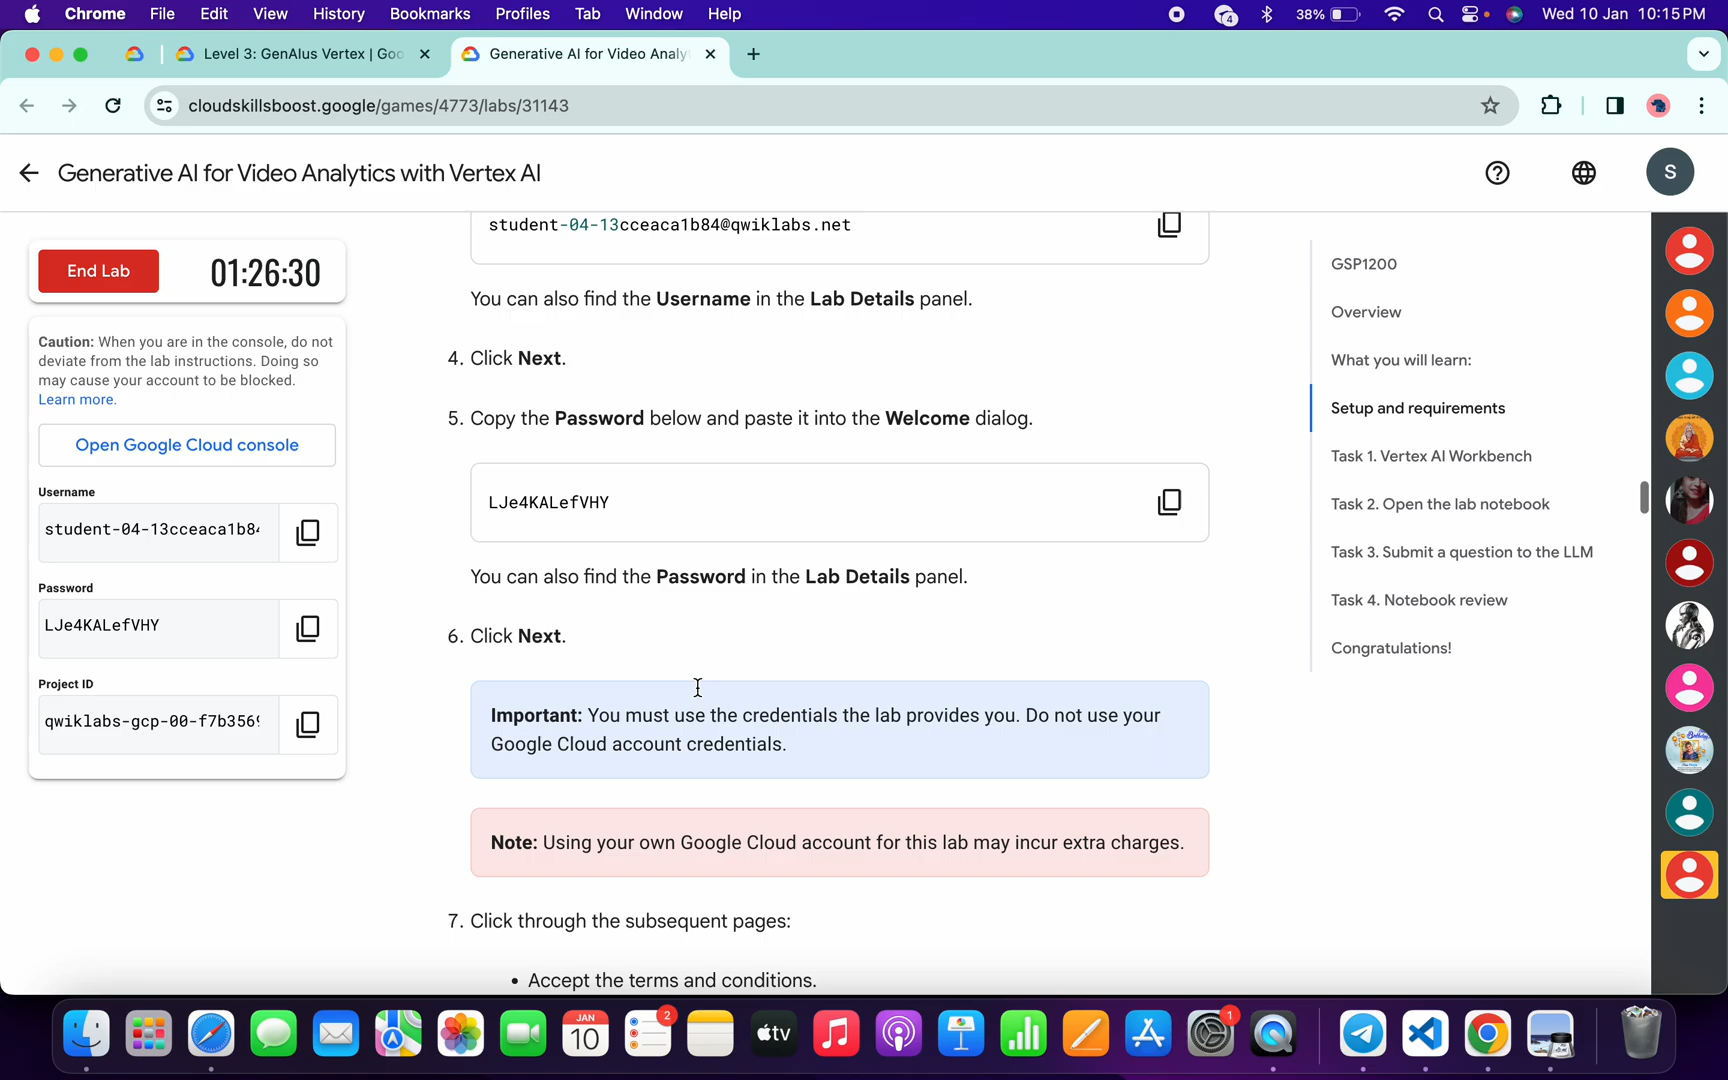 Chrome File Edit View History Bookmarks Profiles Tab Window Help 4 38% Wed 10 Jan 10:15 PM
Level 3: GenAIus Vertex | Goo Generative AI for Video Analy
cloudskillsboost.google/games/4773/labs/31143
Generative AI for Video Analytics with Vertex AI
S
End Lab 01:26:30
Caution: When you are in the console, do not
deviate from the lab instructions. Doing so
may cause your account to be blocked.
Learn more.
Open Google Cloud console
Username
student-04-13cceaca1b84
Password
LJe4KALefVHY
Project ID
qwiklabs-gcp-00-f7b3569
student-04-13cceaca1b84@qwiklabs.net
You can also find the Username in the Lab Details panel.
4. Click Next.
5. Copy the Password below and paste it into the Welcome dialog.
LJe4KALefVHY
You can also find the Password in the Lab Details panel.
6. Click Next.
Important: You must use the credentials the lab provides you. Do not use your
Google Cloud account credentials.
Note: Using your own Google Cloud account for this lab may incur extra charges.
7. Click through the subsequent pages:
• Accept the terms and conditions.
GSP1200
Overview
What you will learn:
Setup and requirements
Task 1. Vertex AI Workbench
Task 2. Open the lab notebook
Task 3. Submit a question to the LLM
Task 4. Notebook review
Congratulations!
JAN
10
2
tv
1